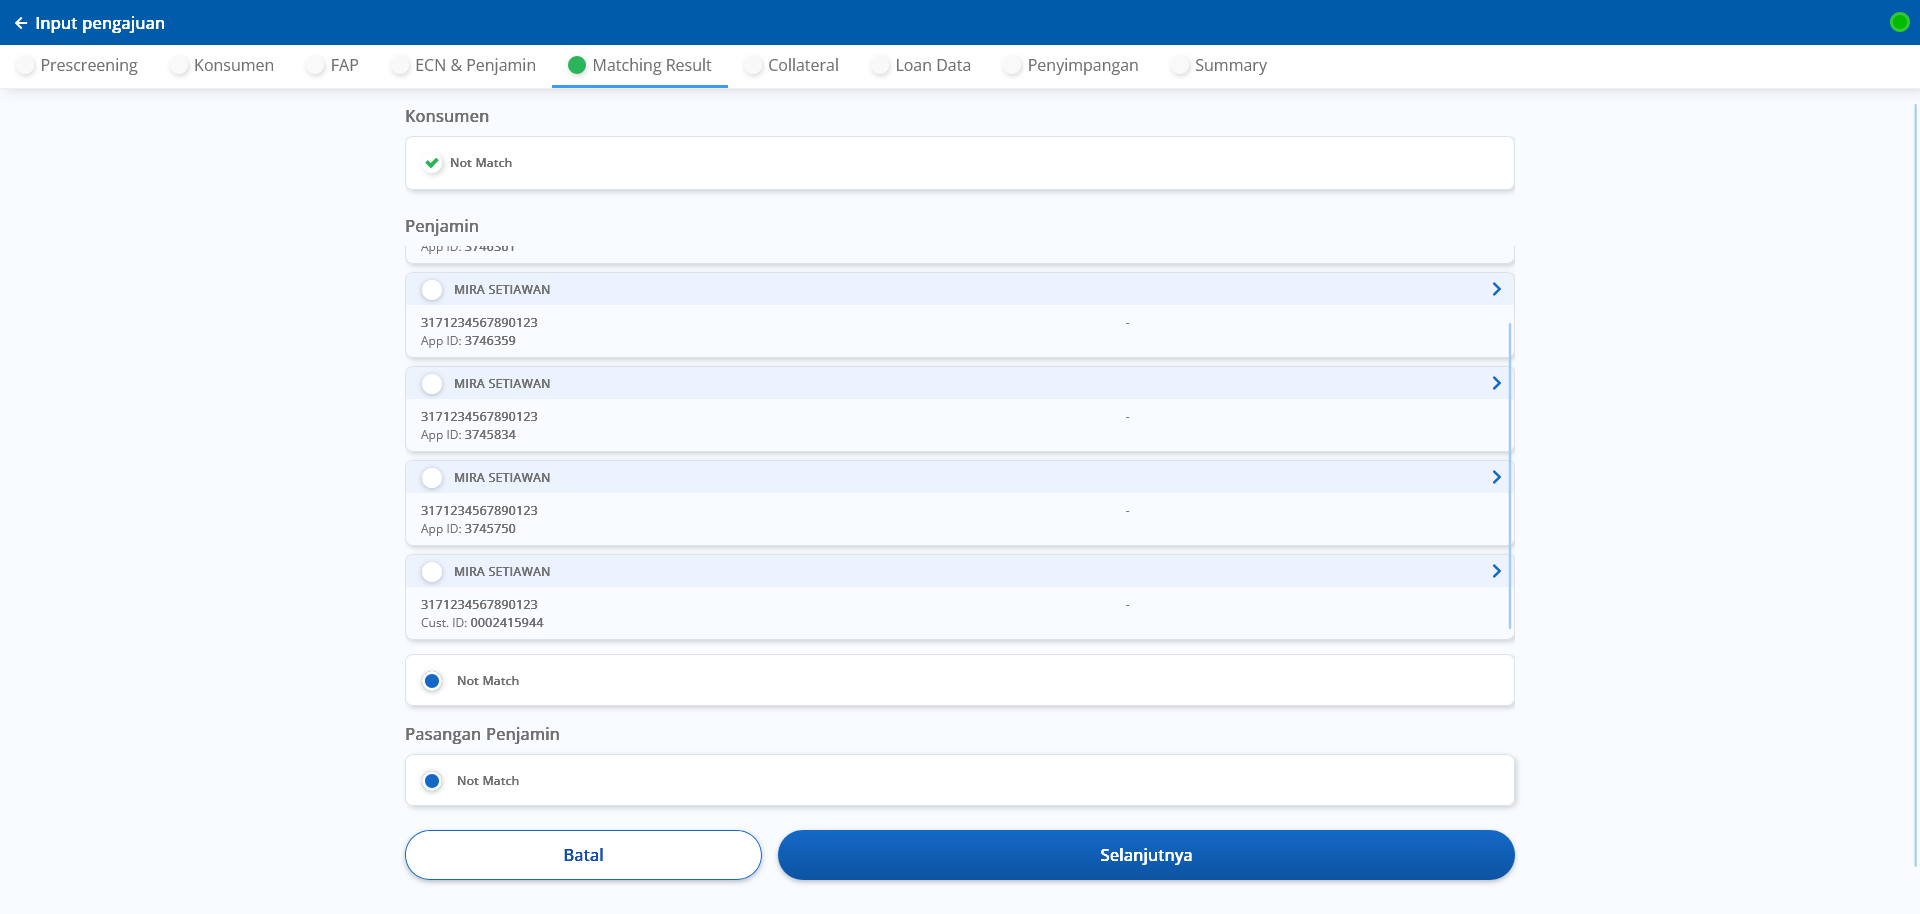 Input pengajuan
Prescreening Konsumen FAP ECN & Penjamin Matching Result Collateral Loan Data Penyimpangan Summary
Konsumen
Not Match
Penjamin
App ID: 3746361
MIRA SETIAWAN
3171234567890123 -
App ID: 3746359
MIRA SETIAWAN
3171234567890123 -
App ID: 3745834
MIRA SETIAWAN
3171234567890123 -
App ID: 3745750
MIRA SETIAWAN
3171234567890123 -
Cust. ID: 0002415944
Not Match
Pasangan Penjamin
Not Match
Batal Selanjutnya